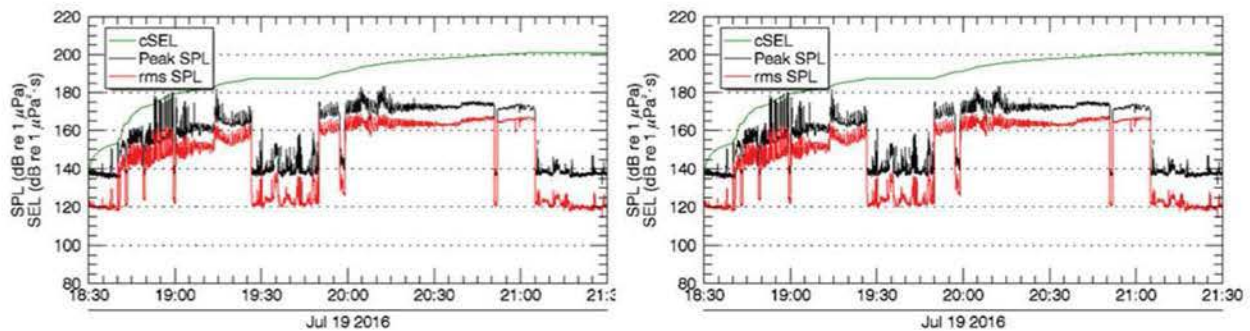 220
200
180
160
140
120
100
80
SPL (dB re 1 μPa)
SEL (dB re 1 μPa²·s)
cSEL
Peak SPL
rms SPL
18:30 19:00 19:30 20:00 20:30 21:00 21:3
Jul 19 2016
220
200
180
160
140
120
100
80
SPL (dB re 1 μPa)
SEL (dB re 1 μPa²·s)
cSEL
Peak SPL
rms SPL
18:30 19:00 19:30 20:00 20:30 21:00 21:30
Jul 19 2016